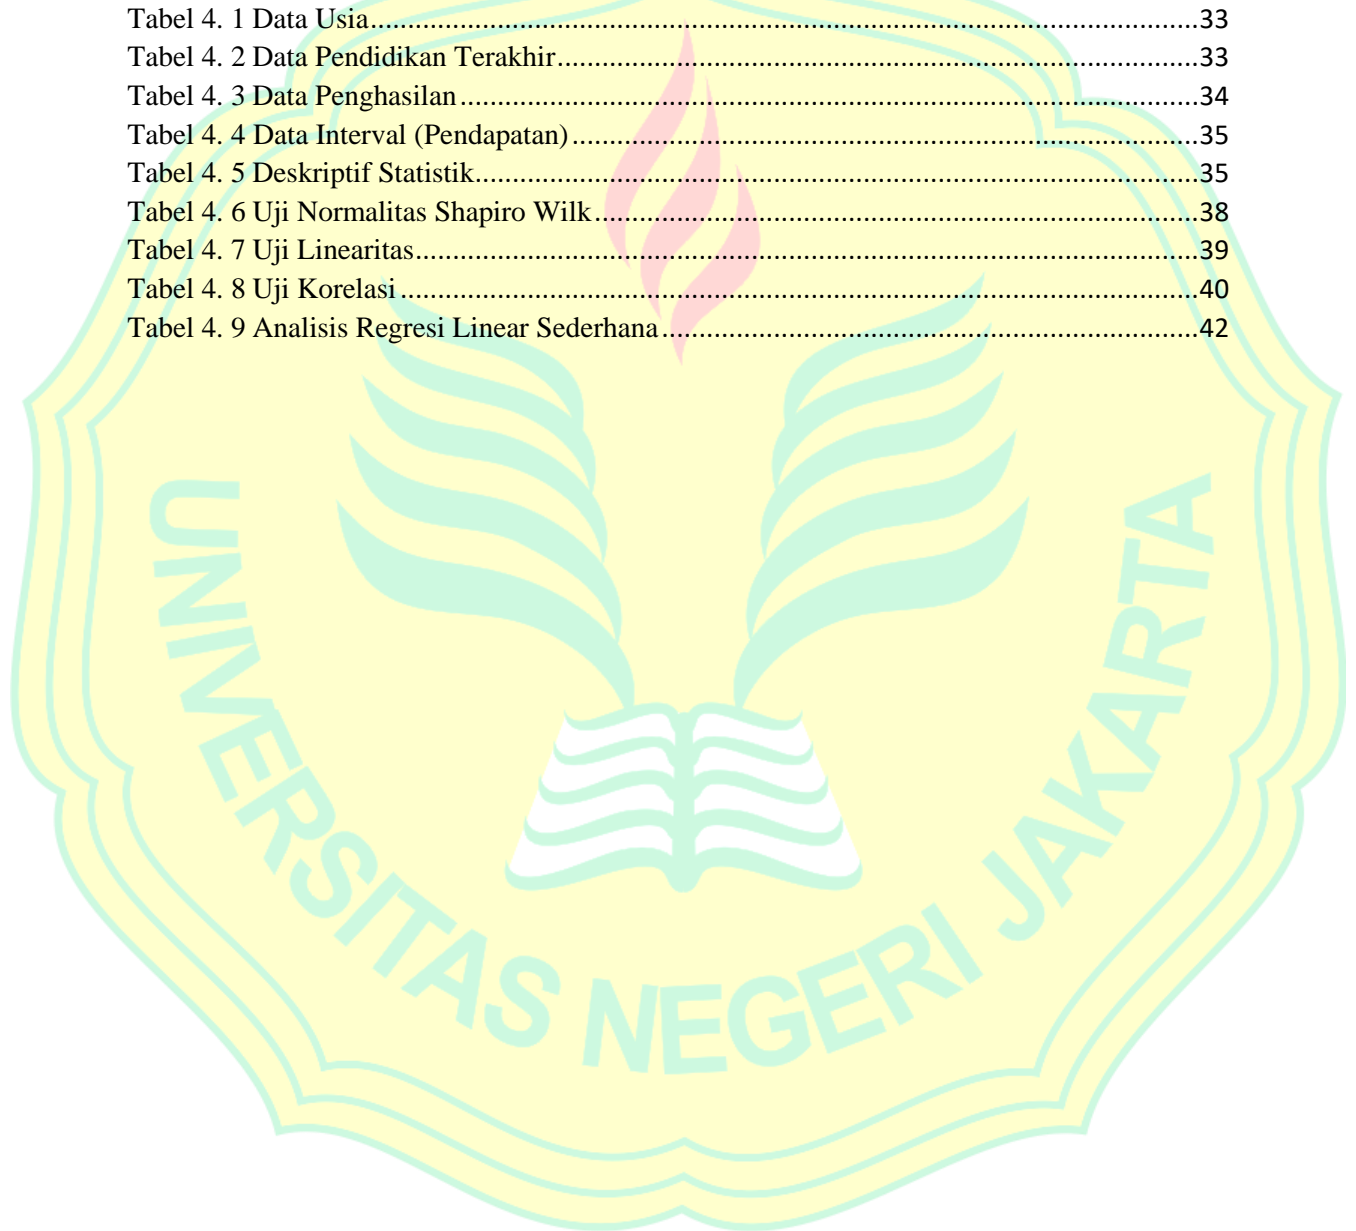 Tabel 4. 1 Data Usia....................................................................................................33
Tabel 4. 2 Data Pendidikan Terakhir....................................................................................................33
Tabel 4. 3 Data Penghasilan....................................................................................................34
Tabel 4. 4 Data Interval (Pendapatan)....................................................................................................35
Tabel 4. 5 Deskriptif Statistik....................................................................................................35
Tabel 4. 6 Uji Normalitas Shapiro Wilk....................................................................................................38
Tabel 4. 7 Uji Linearitas....................................................................................................39
Tabel 4. 8 Uji Korelasi....................................................................................................40
Tabel 4. 9 Analisis Regresi Linear Sederhana....................................................................................................42
UNIVERSITAS NEGERI JAKARTA